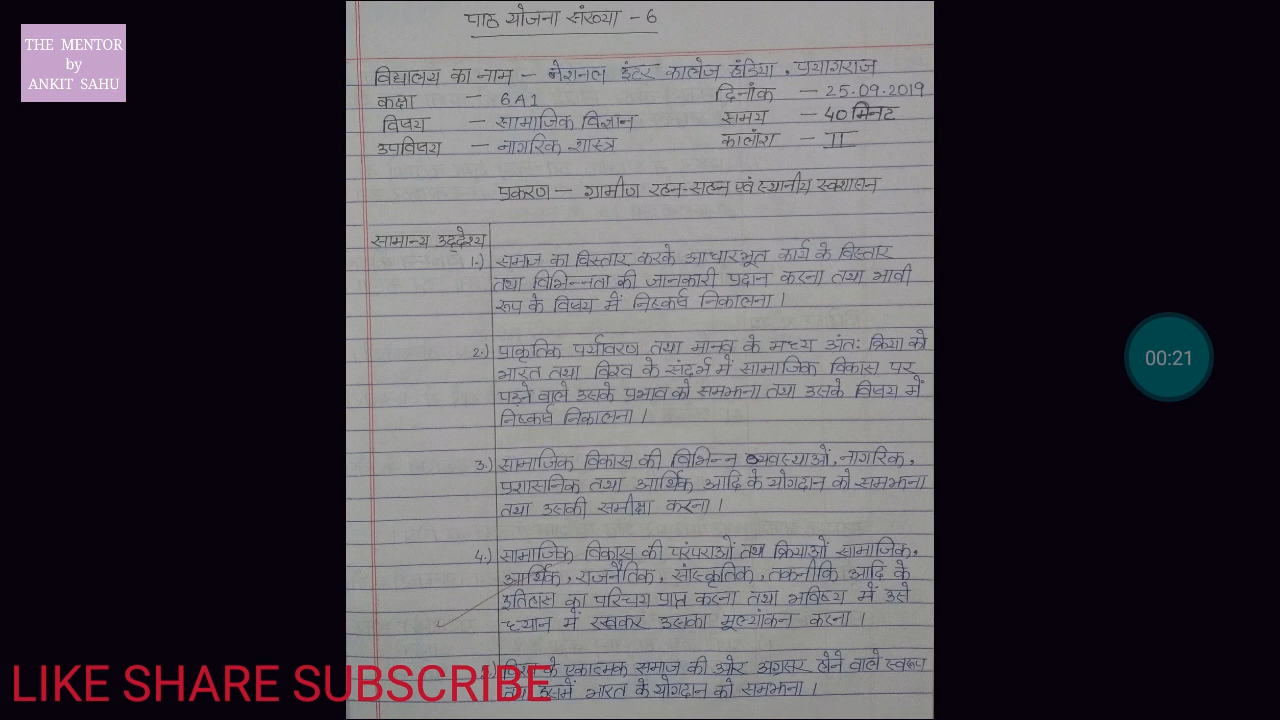 पाठ योजना संख्या - 6
THE MENTOR
by
ANKIT SAHU
विद्यालय का नाम - नेशनल इंटर कालेज हंडिया, प्रयागराज
कक्षा - 6A1 दिनांक - 25.09.2019
विषय - सामाजिक विज्ञान समय - 40 मिनट
उपविषय - नागरिक शास्त्र कालांश - II
प्रकरण - ग्रामीण रहन-सहन एवं स्थानीय स्वशासन
सामान्य उद्देश्य
1.) समाज का विस्तार करके आधारभूत कार्य के विस्तार
तथा विभिन्नता की जानकारी प्रदान करना तथा भावी
रूप के विषय में निष्कर्ष निकालना।
00:21
2.) प्राकृतिक पर्यावरण तथा मानव के मध्य अंतः क्रिया को
भारत तथा विश्व के संदर्भ में सामाजिक विकास पर
पड़ने वाले उसके प्रभाव को समझना तथा उसके विषय में
निष्कर्ष निकालना।
3.) सामाजिक विकास की विभिन्न व्यवस्थाओं, नागरिक,
प्रशासनिक तथा आर्थिक आदि के योगदान को समझना
तथा उसकी समीक्षा करना।
4.) सामाजिक विकास की परंपराओं तथा क्रियाओं सामाजिक,
आर्थिक, राजनैतिक, सांस्कृतिक, तकनीकि आदि के
इतिहास का परिचय प्राप्त करना तथा भविष्य में उसे
ध्यान में रखकर उसका मूल्यांकन करना।
के एकात्मक समाज की ओर अग्रसर होने वाले स्वरूप
तथा इसमें भारत के योगदान को समझना।
LIKE SHARE SUBSCRIBE